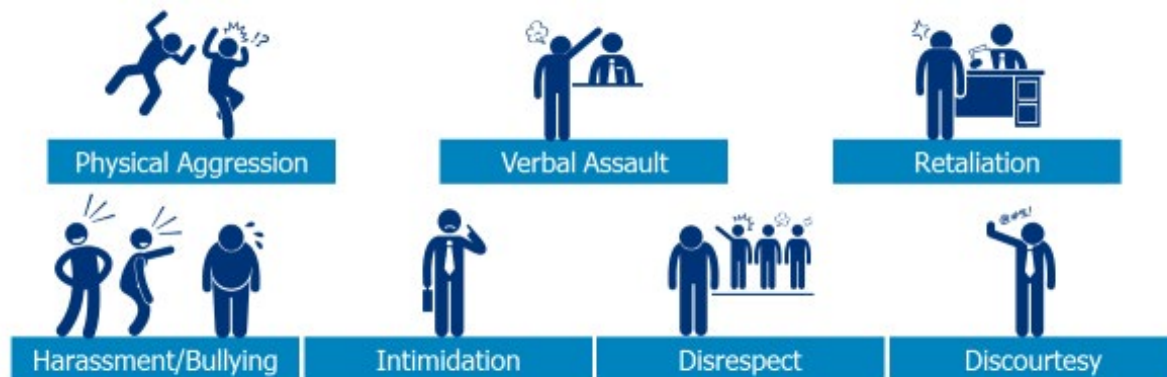 !?
Physical Aggression
Verbal Assault
Retaliation
@#%!
Harassment/Bullying
Intimidation
Disrespect
Discourtesy